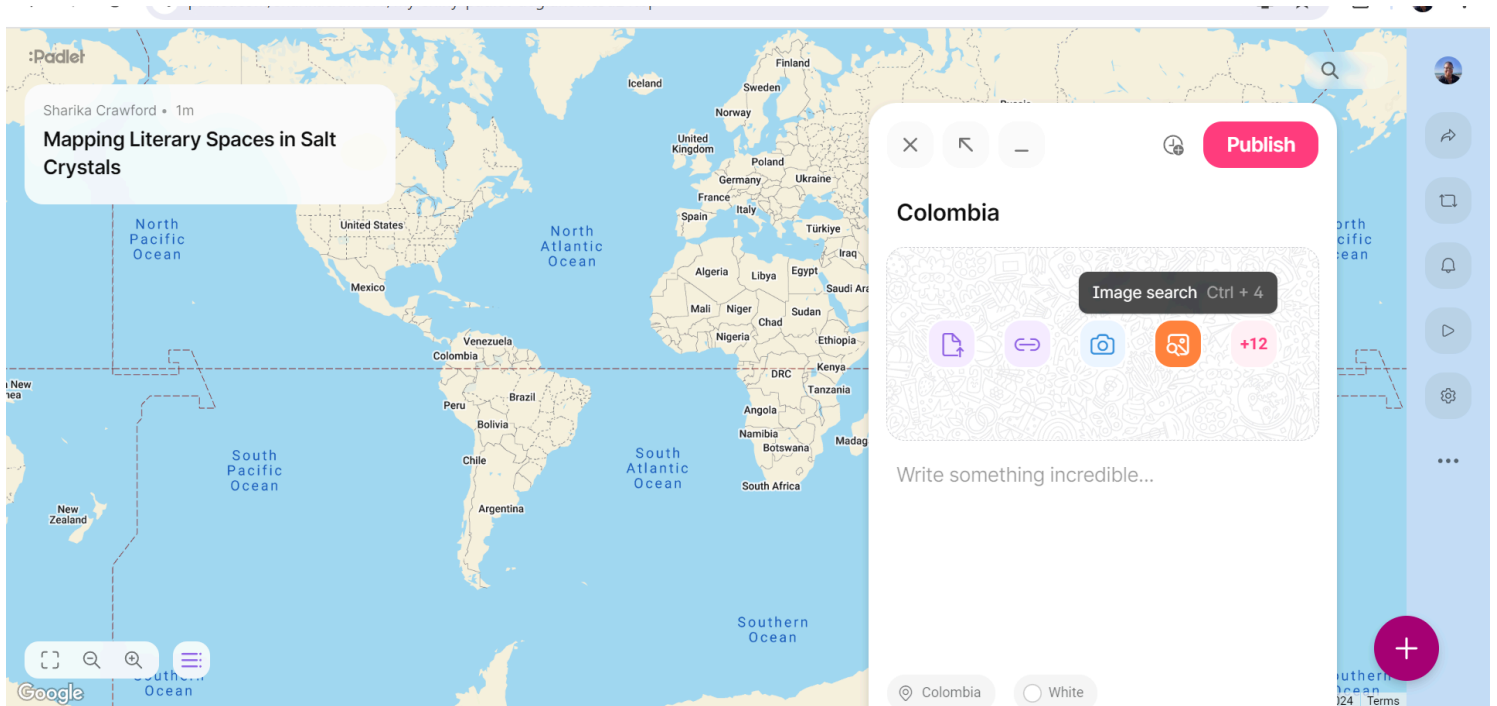 :Padlet
Sharika Crawford • 1m
Mapping Literary Spaces in Salt
Crystals
Publish
Colombia
Image search Ctrl + 4
+12
Write something incredible...
Colombia
White
Iceland
Finland
Sweden
Norway
United
Kingdom
Poland
Germany
Ukraine
France
Italy
Spain
Türkiye
Iraq
Algeria
Libya
Egypt
Saudi Ara
Mali
Niger
Sudan
Chad
Nigeria
Ethiopia
DRC
Kenya
Tanzania
Angola
Namibia
Botswana
Madag
South Africa
United States
Mexico
Venezuela
Colombia
Peru
Brazil
Bolivia
Chile
Argentina
New
Zealand
North
Pacific
Ocean
North
Atlantic
Ocean
South
Pacific
Ocean
South
Atlantic
Ocean
Southern
Ocean
Southern
Ocean
Google
Terms